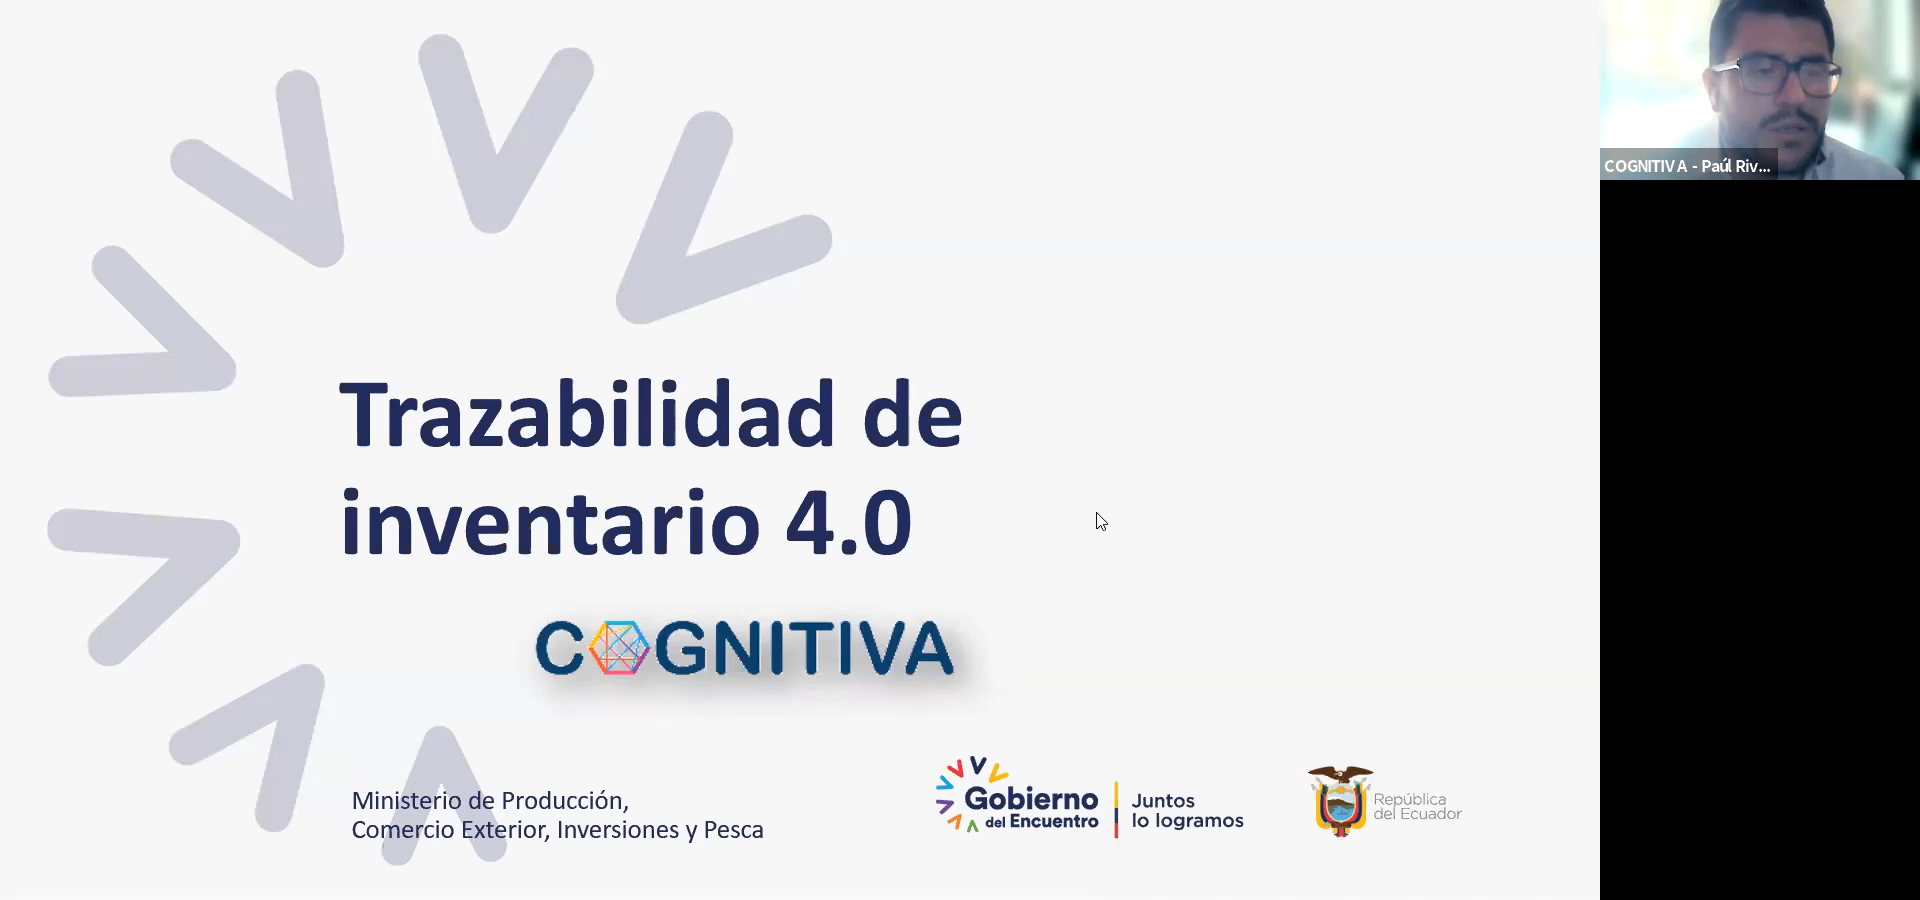 COGNITIVA - Paúl Riv...
Trazabilidad de
inventario 4.0
COGNITIVA
Ministerio de Producción,
Comercio Exterior, Inversiones y Pesca
Gobierno
del Encuentro
Juntos
lo logramos
República
del Ecuador